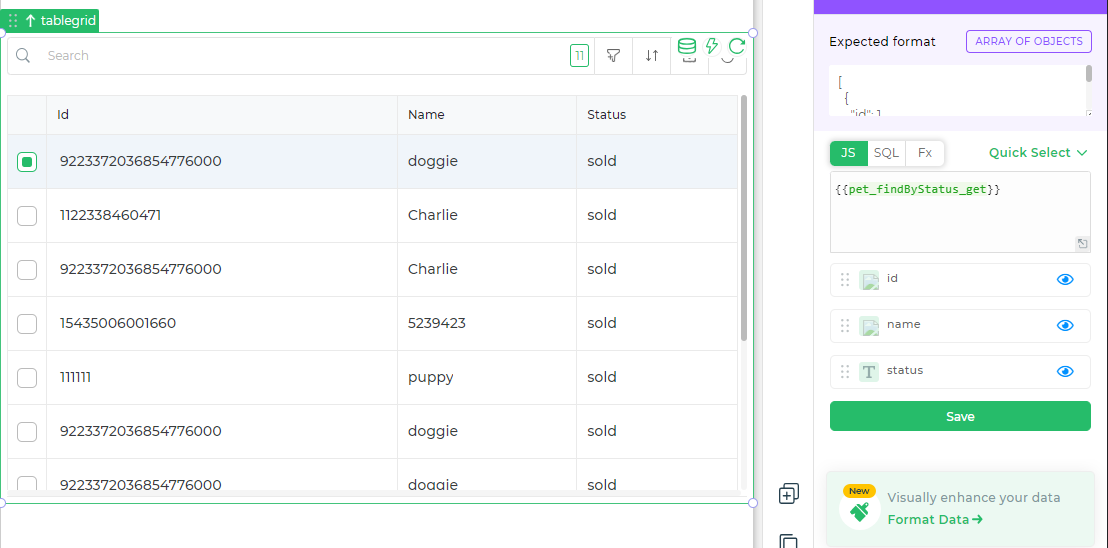 tablegrid
Search
11
Id Name Status
9223372036854776000 doggie sold
1122338460471 Charlie sold
9223372036854776000 Charlie sold
15435006001660 5239423 sold
111111 puppy sold
9223372036854776000 doggie sold
9223372036854776000 doggie sold
Expected format ARRAY OF OBJECTS
[
{
"id": 1
JS SQL Fx Quick Select
{{pet_findByStatus_get}}
id
name
T status
Save
New
Visually enhance your data
Format Data